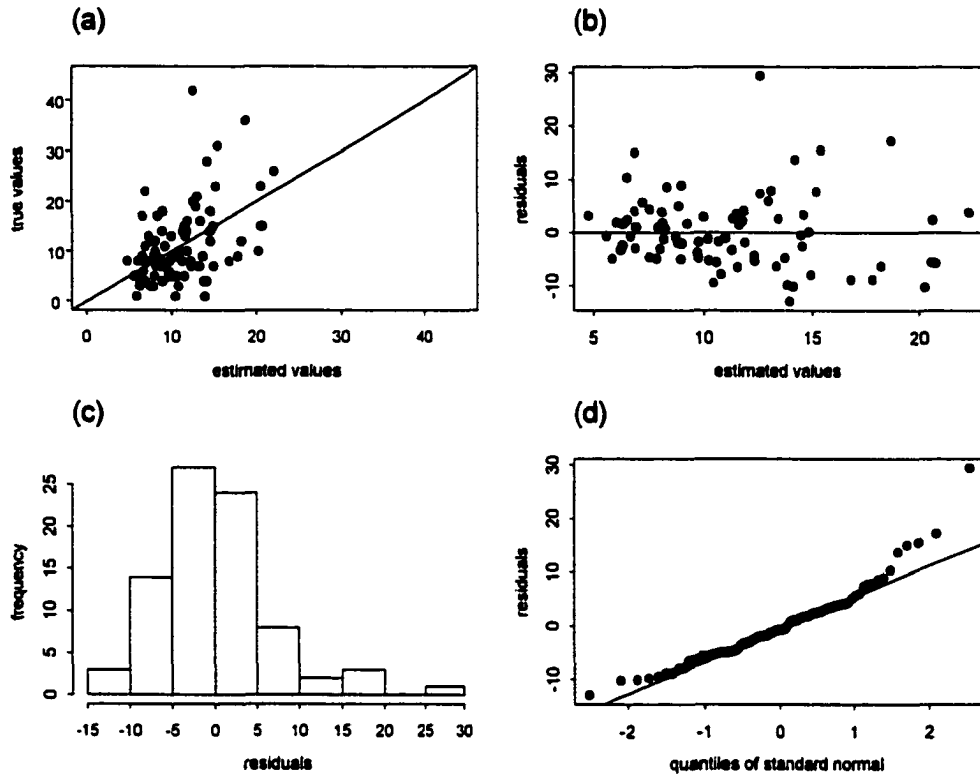 (a)
40
30
20
10
0
true values
0 10 20 30 40
estimated values
(b)
30
20
10
0
-10
residuals
5 10 15 20
estimated values
(c)
25
15
5
0
frequency
-15 -10 -5 0 5 10 15 20 25 30
residuals
(d)
30
20
10
0
-10
residuals
-2 -1 0 1 2
quantiles of standard normal